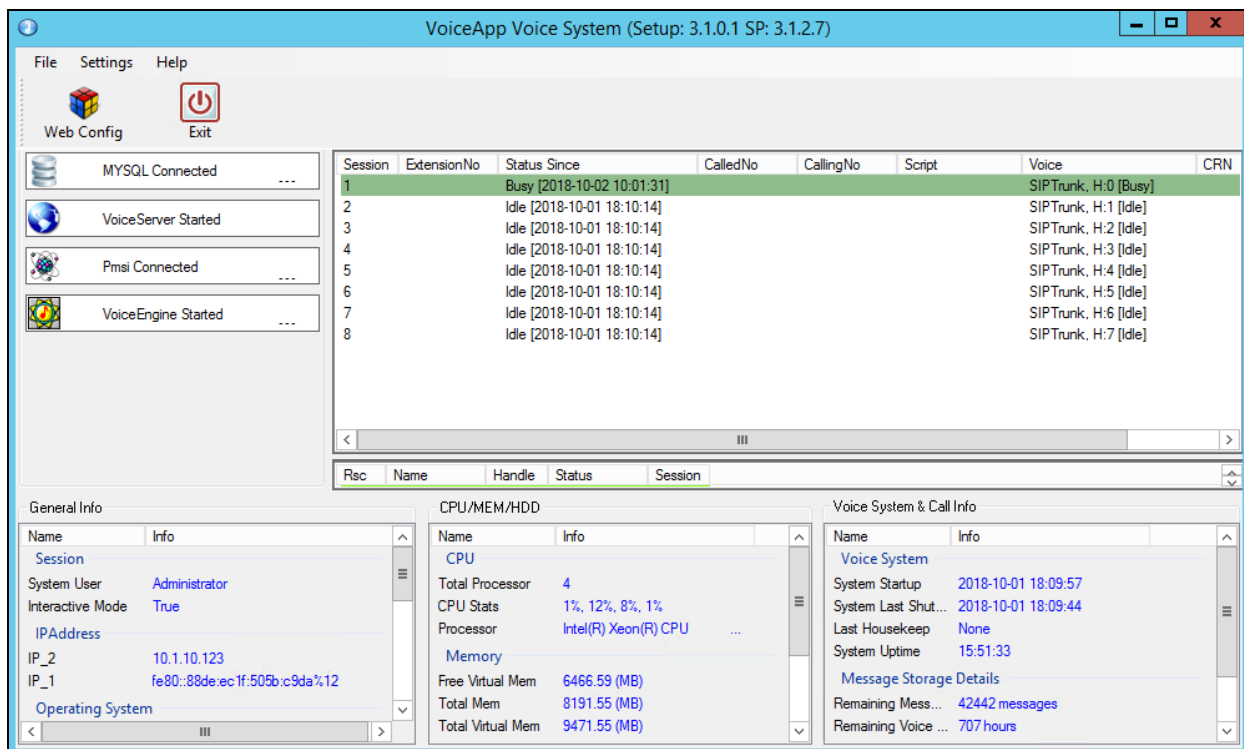 VoiceApp Voice System (Setup: 3.1.0.1 SP: 3.1.2.7)
File Settings Help
Web Config Exit
MYSQL Connected ...
VoiceServer Started
Pmsi Connected ...
VoiceEngine Started ...
Session ExtensionNo Status Since CalledNo CallingNo Script Voice CRN
1 Busy [2018-10-02 10:01:31] SIPTrunk, H:0 [Busy]
2 Idle [2018-10-01 18:10:14] SIPTrunk, H:1 [Idle]
3 Idle [2018-10-01 18:10:14] SIPTrunk, H:2 [Idle]
4 Idle [2018-10-01 18:10:14] SIPTrunk, H:3 [Idle]
5 Idle [2018-10-01 18:10:14] SIPTrunk, H:4 [Idle]
6 Idle [2018-10-01 18:10:14] SIPTrunk, H:5 [Idle]
7 Idle [2018-10-01 18:10:14] SIPTrunk, H:6 [Idle]
8 Idle [2018-10-01 18:10:14] SIPTrunk, H:7 [Idle]
Rsc Name Handle Status Session
General Info
Name Info
Session
System User Administrator
Interactive Mode True
IPAddress
IP_2 10.1.10.123
IP_1 fe80::88de:ec1f:505b:c9da%12
Operating System
CPU/MEM/HDD
Name Info
CPU
Total Processor 4
CPU Stats 1%, 12%, 8%, 1%
Processor Intel(R) Xeon(R) CPU ...
Memory
Free Virtual Mem 6466.59 (MB)
Total Mem 8191.55 (MB)
Total Virtual Mem 9471.55 (MB)
Voice System & Call Info
Name Info
Voice System
System Startup 2018-10-01 18:09:57
System Last Shut... 2018-10-01 18:09:44
Last Housekeep None
System Uptime 15:51:33
Message Storage Details
Remaining Mess... 42442 messages
Remaining Voice ... 707 hours